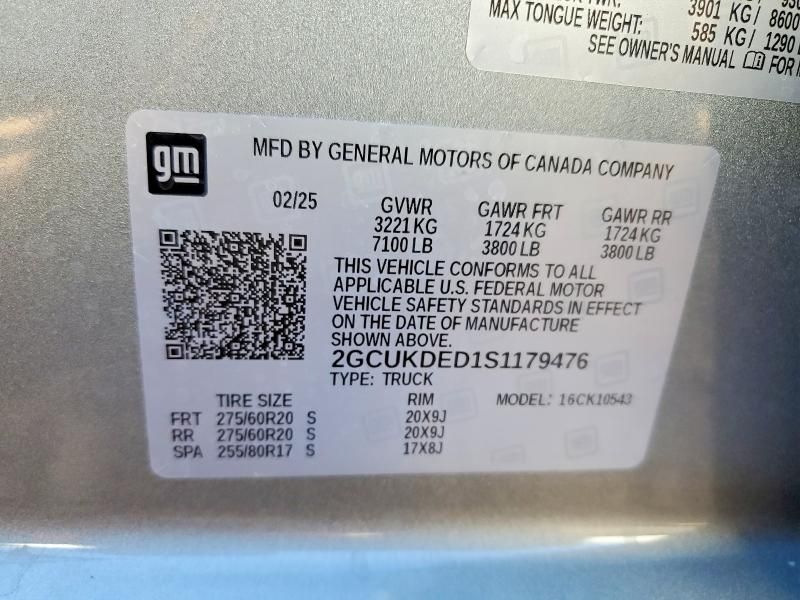 3901 KG / 8600
MAX TONGUE WEIGHT:
585 KG / 1290
SEE OWNER'S MANUAL FOR
gm
MFD BY GENERAL MOTORS OF CANADA COMPANY
02/25
GVWR GAWR FRT GAWR RR
3221 KG 1724 KG 1724 KG
7100 LB 3800 LB 3800 LB
THIS VEHICLE CONFORMS TO ALL
APPLICABLE U.S. FEDERAL MOTOR
VEHICLE SAFETY STANDARDS IN EFFECT
ON THE DATE OF MANUFACTURE
SHOWN ABOVE.
2GCUKDED1S1179476
TYPE: TRUCK
TIRE SIZE RIM MODEL: 16CK10543
FRT 275/60R20 S 20X9J
RR 275/60R20 S 20X9J
SPA 255/80R17 S 17X8J